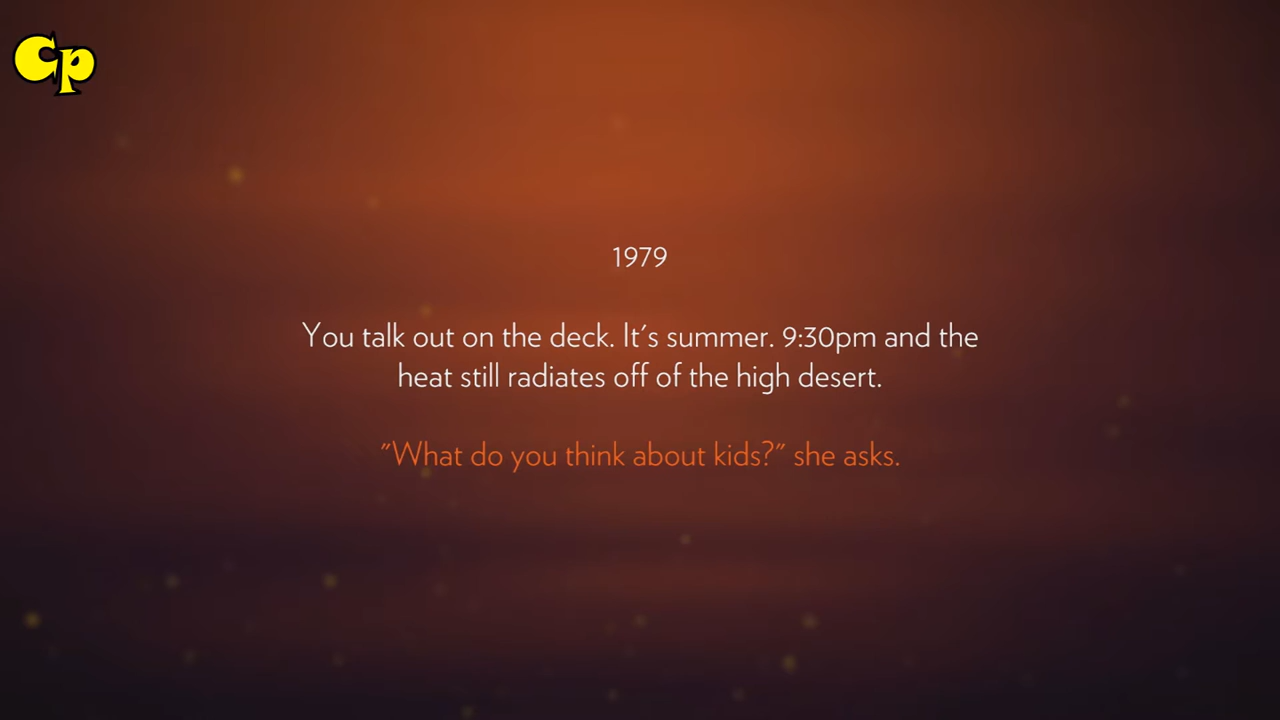 Cp
1979
You talk out on the deck. It's summer. 9:30pm and the
heat still radiates off of the high desert.
"What do you think about kids?" she asks.